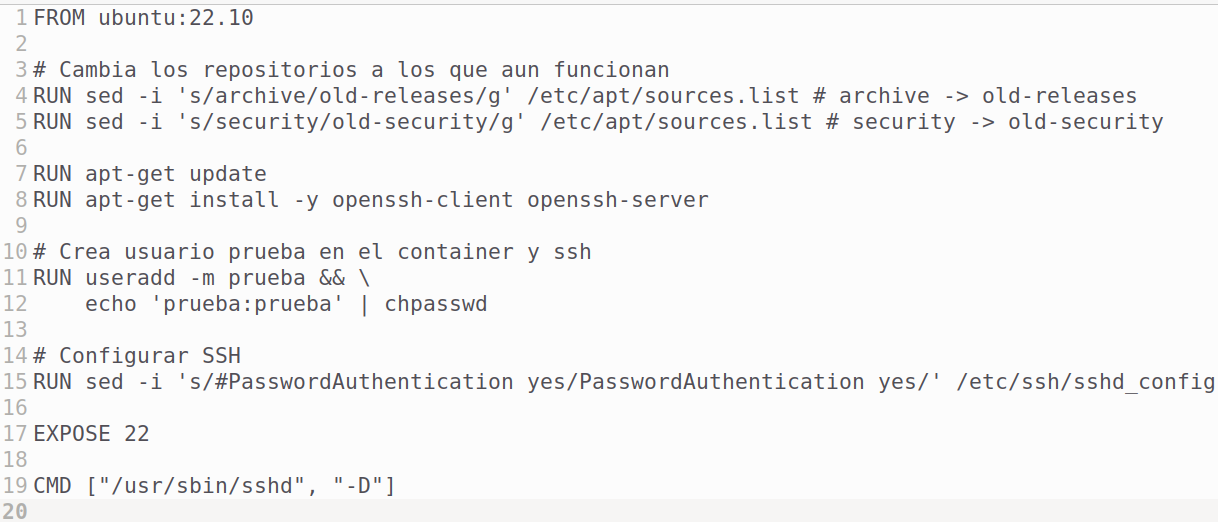 1 FROM ubuntu:22.10
2
3 # Cambia los repositorios a los que aun funcionan
4 RUN sed -i 's/archive/old-releases/g' /etc/apt/sources.list # archive -> old-releases
5 RUN sed -i 's/security/old-security/g' /etc/apt/sources.list # security -> old-security
6
7 RUN apt-get update
8 RUN apt-get install -y openssh-client openssh-server
9
10 # Crea usuario prueba en el container y ssh
11 RUN useradd -m prueba && \
12     echo 'prueba:prueba' | chpasswd
13
14 # Configurar SSH
15 RUN sed -i 's/#PasswordAuthentication yes/PasswordAuthentication yes/' /etc/ssh/sshd_config
16
17 EXPOSE 22
18
19 CMD ["/usr/sbin/sshd", "-D"]
20